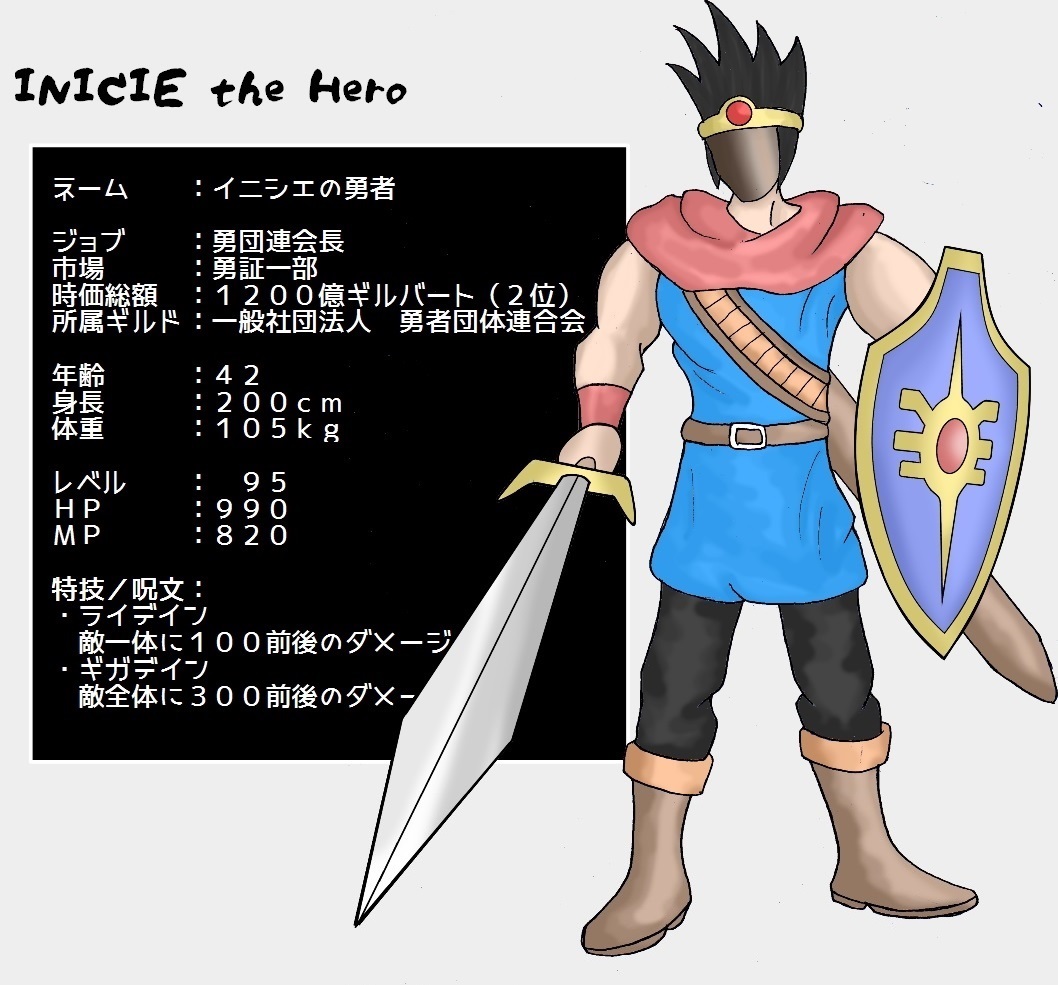 INICIE the Hero
ネーム　　：イニシエの勇者
ジョブ　　：勇団連会長
市場　　　：勇証一部
時価総額　：１２００億ギルバート（２位）
所属ギルド：一般社団法人　勇者団体連合会
年齢　　　：４２
身長　　　：２００ｃｍ
体重　　　：１０５ｋｇ
レベル　　：　９５
ＨＰ　　　：９９０
ＭＰ　　　：８２０
特技／呪文：
・ライデイン
　敵一体に１００前後のダメージ
・ギガデイン
　敵全体に３００前後のダメー